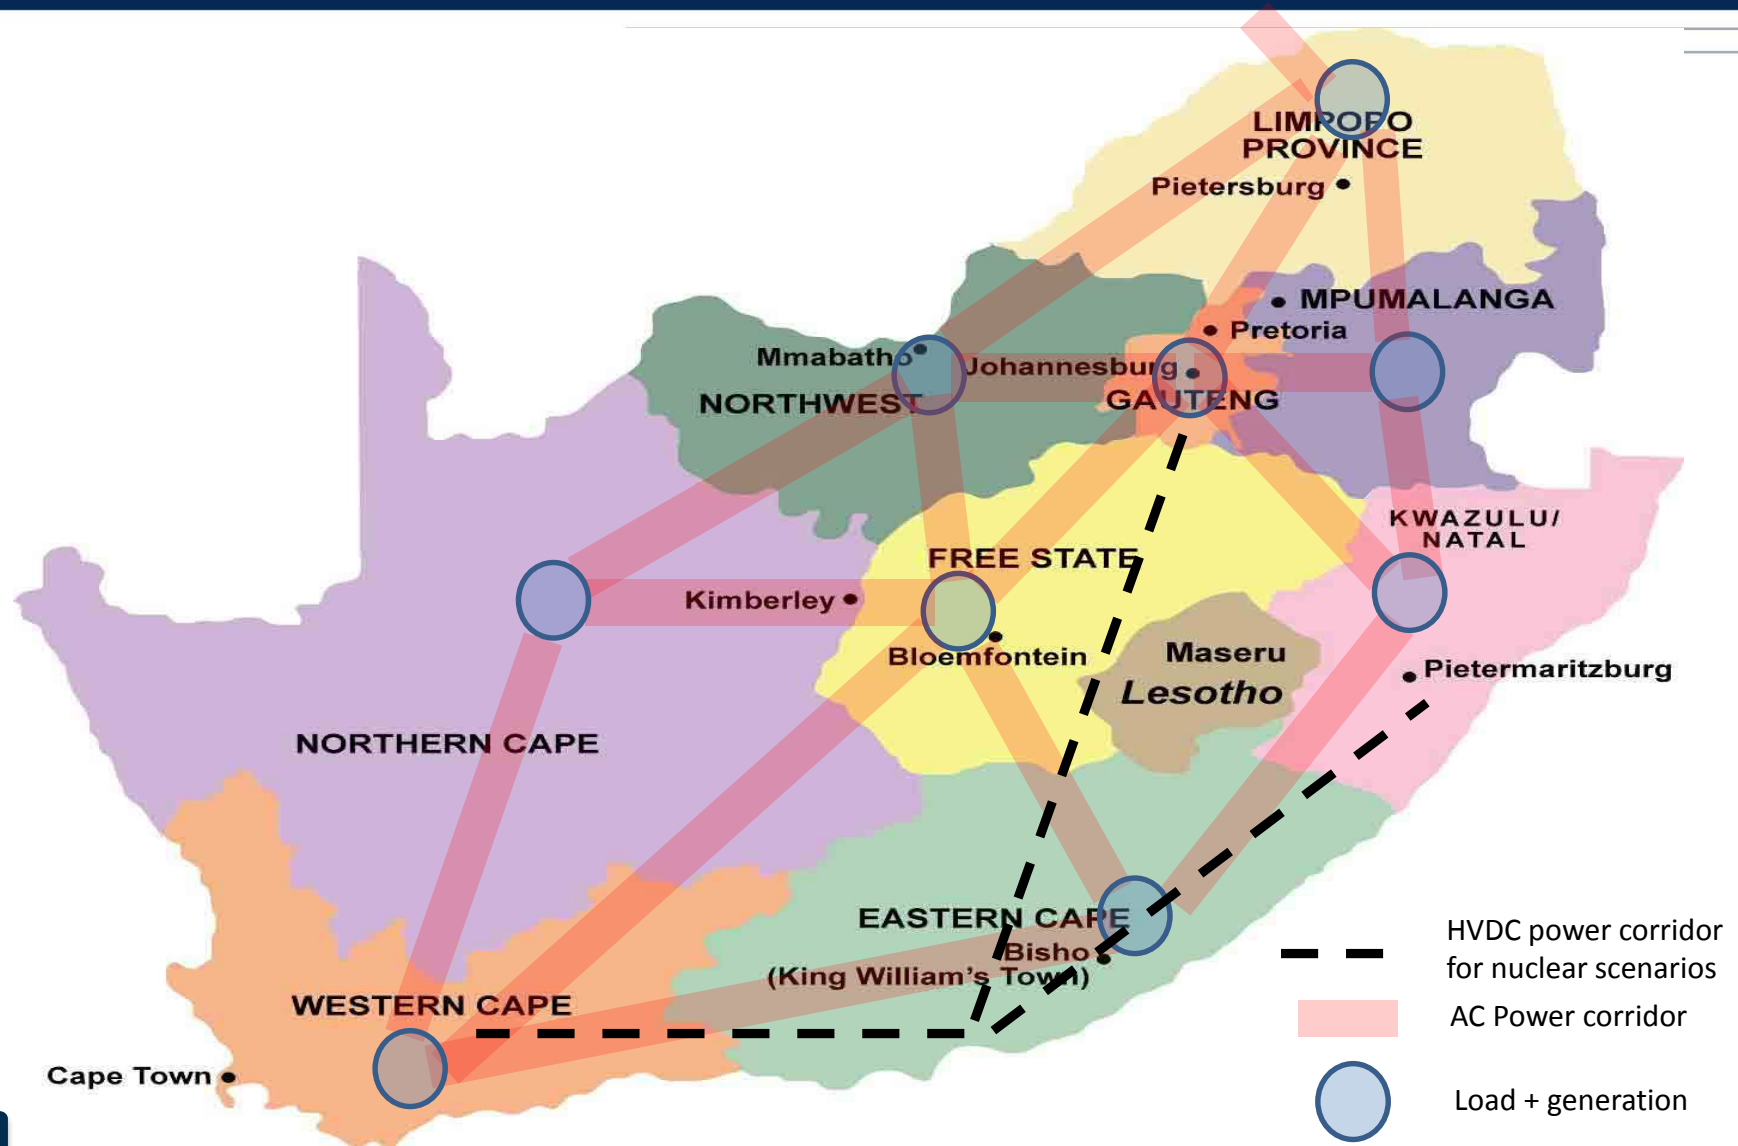 LIMPOPO
PROVINCE
Pietersburg
MPUMALANGA
Pretoria
Mmabatho
Johannesburg
NORTHWEST
GAUTENG
KWAZULU/
NATAL
FREE STATE
Kimberley
Bloemfontein
Maseru
Lesotho
Pietermaritzburg
NORTHERN CAPE
EASTERN CAPE
Bisho
(King William's Town)
WESTERN CAPE
Cape Town
HVDC power corridor
for nuclear scenarios
AC Power corridor
Load + generation